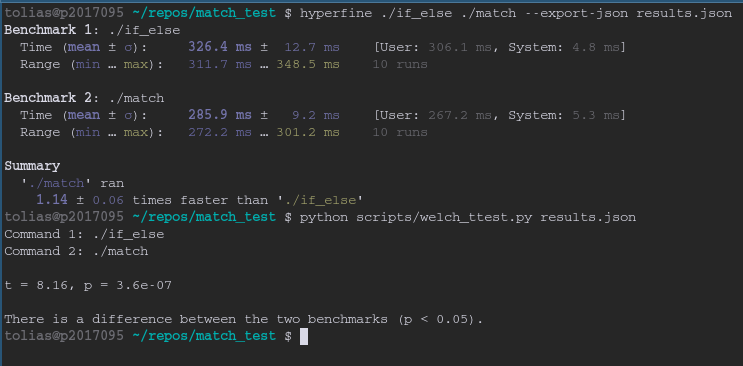 tolias@p2017095 ~/repos/match_test $ hyperfine ./if_else ./match --export-json results.json
Benchmark 1: ./if_else
Time (mean ± σ): 326.4 ms ± 12.7 ms [User: 306.1 ms, System: 4.8 ms]
Range (min … max): 311.7 ms … 348.5 ms 10 runs
Benchmark 2: ./match
Time (mean ± σ): 285.9 ms ± 9.2 ms [User: 267.2 ms, System: 5.3 ms]
Range (min … max): 272.2 ms … 301.2 ms 10 runs
Summary
'./match' ran
1.14 ± 0.06 times faster than './if_else'
tolias@p2017095 ~/repos/match_test $ python scripts/welch_ttest.py results.json
Command 1: ./if_else
Command 2: ./match
t = 8.16, p = 3.6e-07
There is a difference between the two benchmarks (p < 0.05).
tolias@p2017095 ~/repos/match_test $